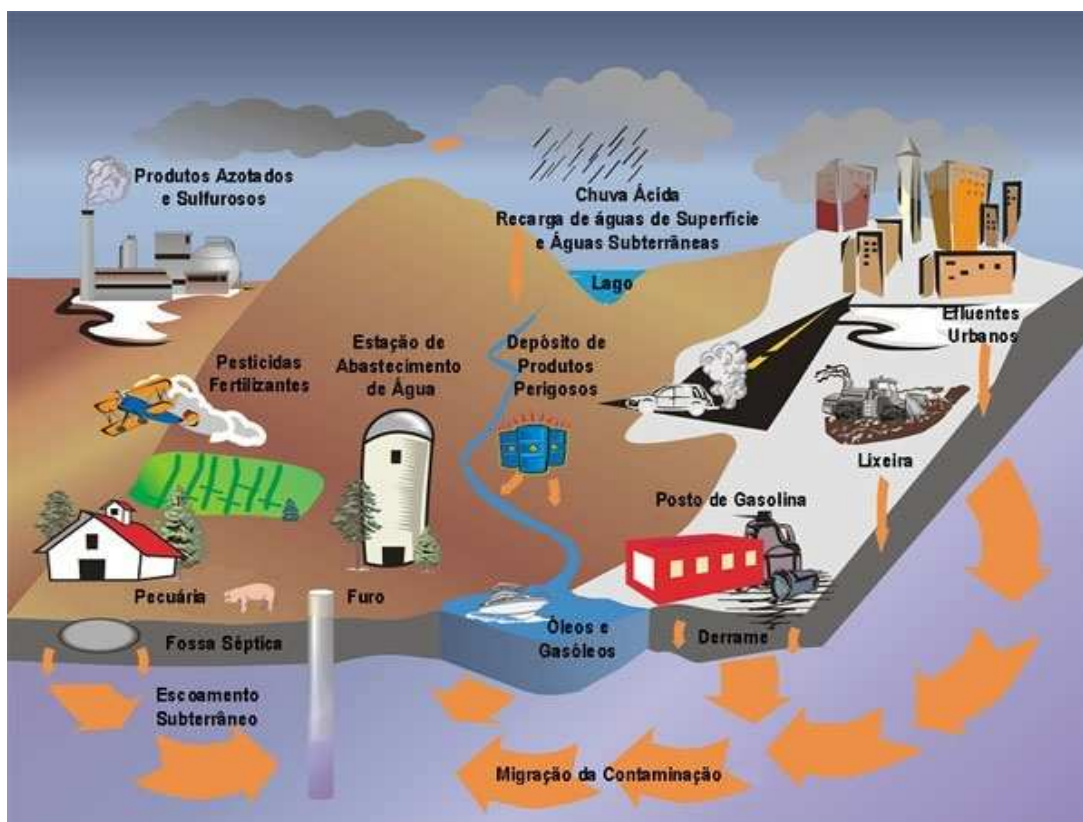 Produtos Azotados
e Sulfurosos
Chuva Ácida
Recarga de águas de Superfície
e Águas Subterrâneas
Lago
Efluentes
Urbanos
Pesticidas
Fertilizantes
Estação de
Abastecimento
de Água
Depósito de
Produtos
Perigosos
Lixeira
Posto de Gasolina
Pecuária
Furo
Fossa Séptica
Óleos e
Gasóleos
Derrame
Escoamento
Subterrâneo
Migração da Contaminação